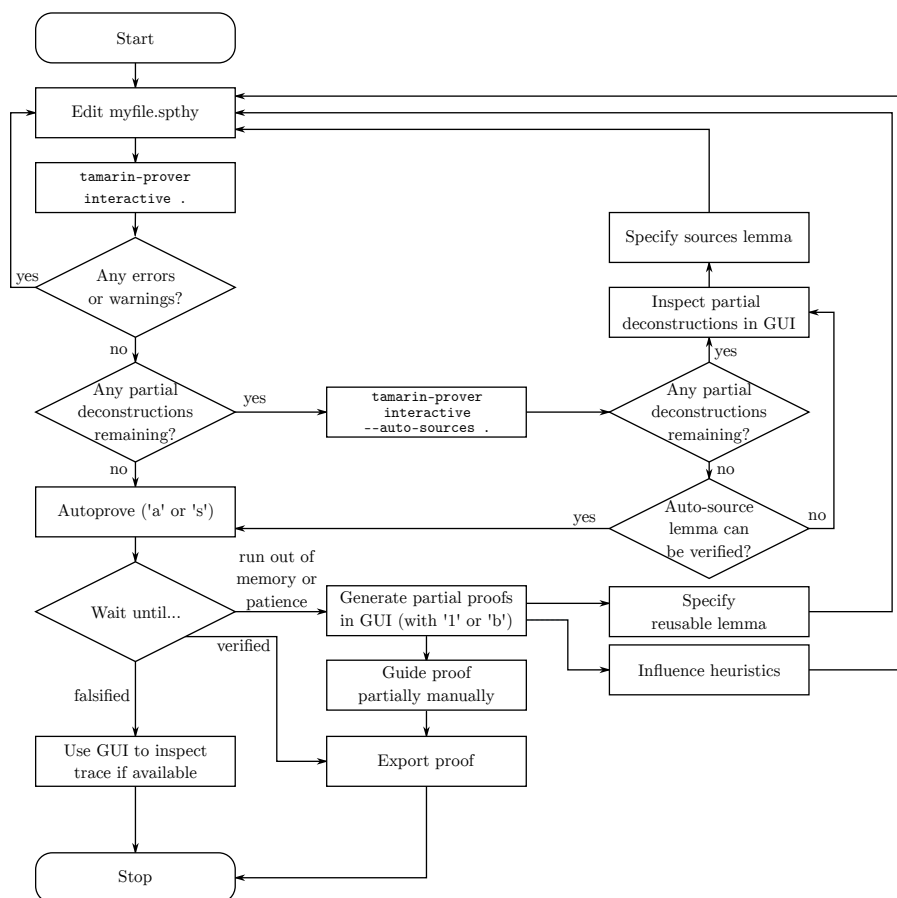 Start
Edit myfile.spthy
tamarin-prover
interactive .
Specify sources lemma
yes
Any errors
or warnings?
Inspect partial
deconstructions in GUI
no
yes
Any partial
deconstructions
remaining?
yes
tamarin-prover
interactive
--auto-sources .
Any partial
deconstructions
remaining?
no
no
Autoprove ('a' or 's')
yes
Auto-source
lemma can
be verified?
no
run out of
memory or
patience
Wait until...
Generate partial proofs
in GUI (with '1' or 'b')
Specify
reusable lemma
verified
Guide proof
partially manually
Influence heuristics
falsified
Use GUI to inspect
trace if available
Export proof
Stop